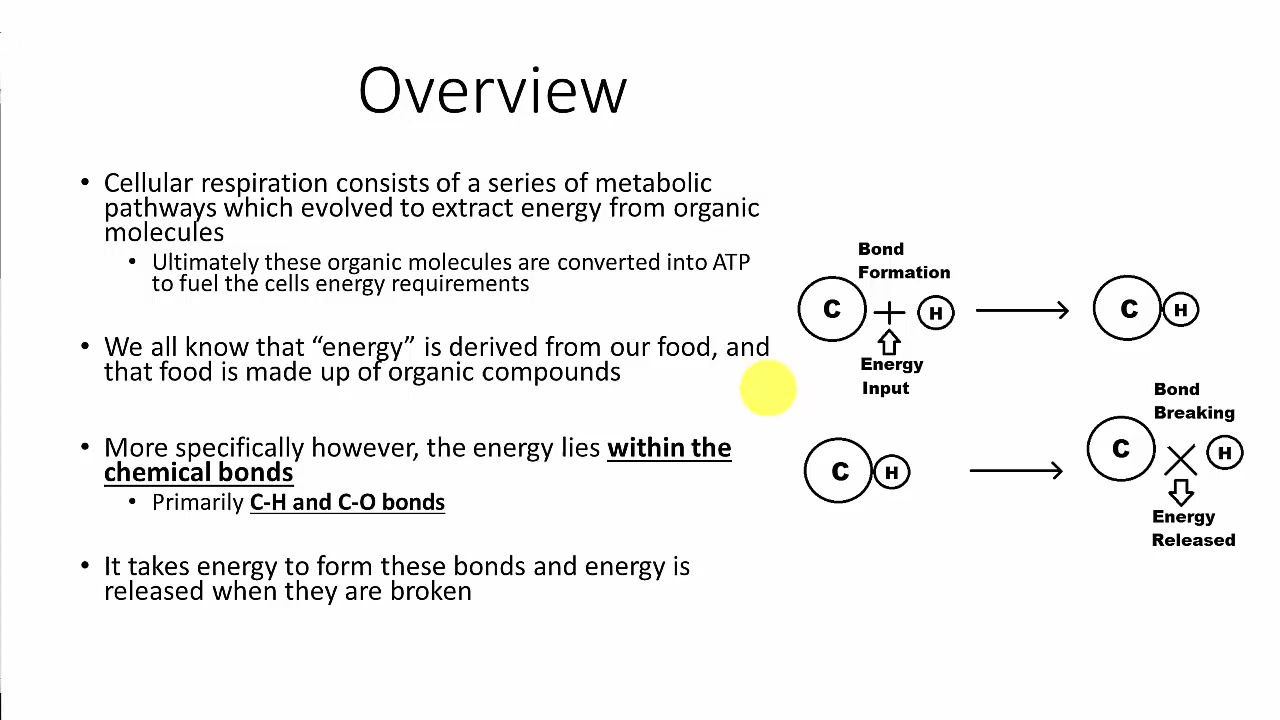 Overview
• Cellular respiration consists of a series of metabolic
pathways which evolved to extract energy from organic
molecules
• Ultimately these organic molecules are converted into ATP
to fuel the cells energy requirements
• We all know that “energy” is derived from our food, and
that food is made up of organic compounds
• More specifically however, the energy lies within the
chemical bonds
• Primarily C-H and C-O bonds
• It takes energy to form these bonds and energy is
released when they are broken
Bond
Formation
C + H
C H
Energy
Input
Bond
Breaking
C H
C H
Energy
Released